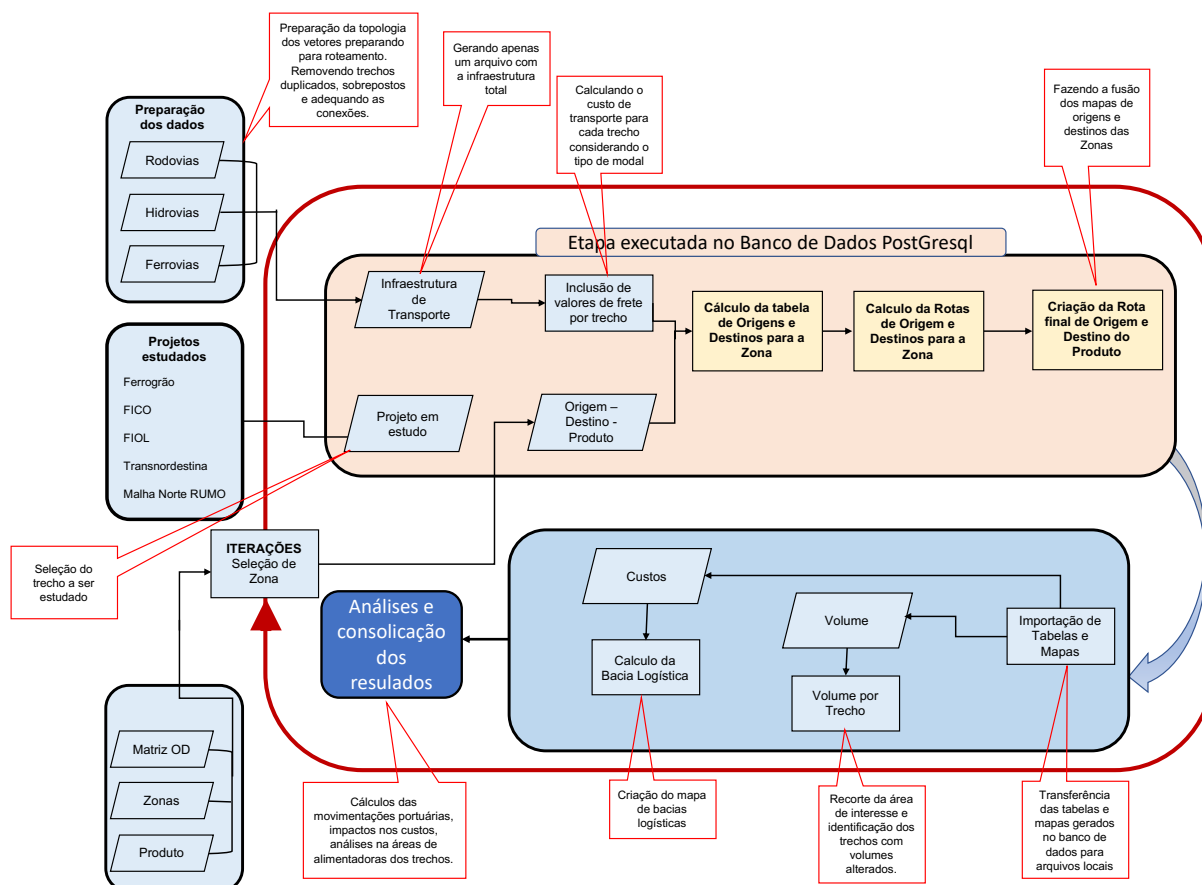 Preparação da topologia
dos vetores preparando
para roteamento.
Removendo trechos
duplicados, sobrepostos
e adequando as
conexões.
Gerando apenas
um arquivo com
a infraestrutura
total
Calculando o
custo de
transporte para
cada trecho
considerando o
tipo de modal
Fazendo a fusão
dos mapas de
origens e
destinos das
Zonas
Preparação
dos dados
Rodovias
Hidrovias
Ferrovias
Etapa executada no Banco de Dados PostGresql
Infraestrutura
de
Transporte
Inclusão de
valores de frete
por trecho
Cálculo da tabela
de Origens e
Destinos para a
Zona
Calculo da Rotas
de Origem e
Destinos para a
Zona
Criação da Rota
final de Origem e
Destino do
Produto
Projetos
estudados
Ferrogrão
FICO
FIOL
Transnordestina
Malha Norte RUMO
Projeto em
estudo
Origem –
Destino -
Produto
Seleção do
trecho a ser
estudado
ITERAÇÕES
Seleção de
Zona
Análises e
consolicação
dos
resulados
Custos
Calculo da
Bacia Logística
Volume
Volume por
Trecho
Importação de
Tabelas e
Mapas
Matriz OD
Zonas
Produto
Cálculos das
movimentações portuárias,
impactos nos custos,
análises na áreas de
alimentadoras dos trechos.
Criação do mapa
de bacias
logísticas
Recorte da área
de interesse e
identificação dos
trechos com
volumes
alterados.
Transferência
das tabelas e
mapas gerados
no banco de
dados para
arquivos locais